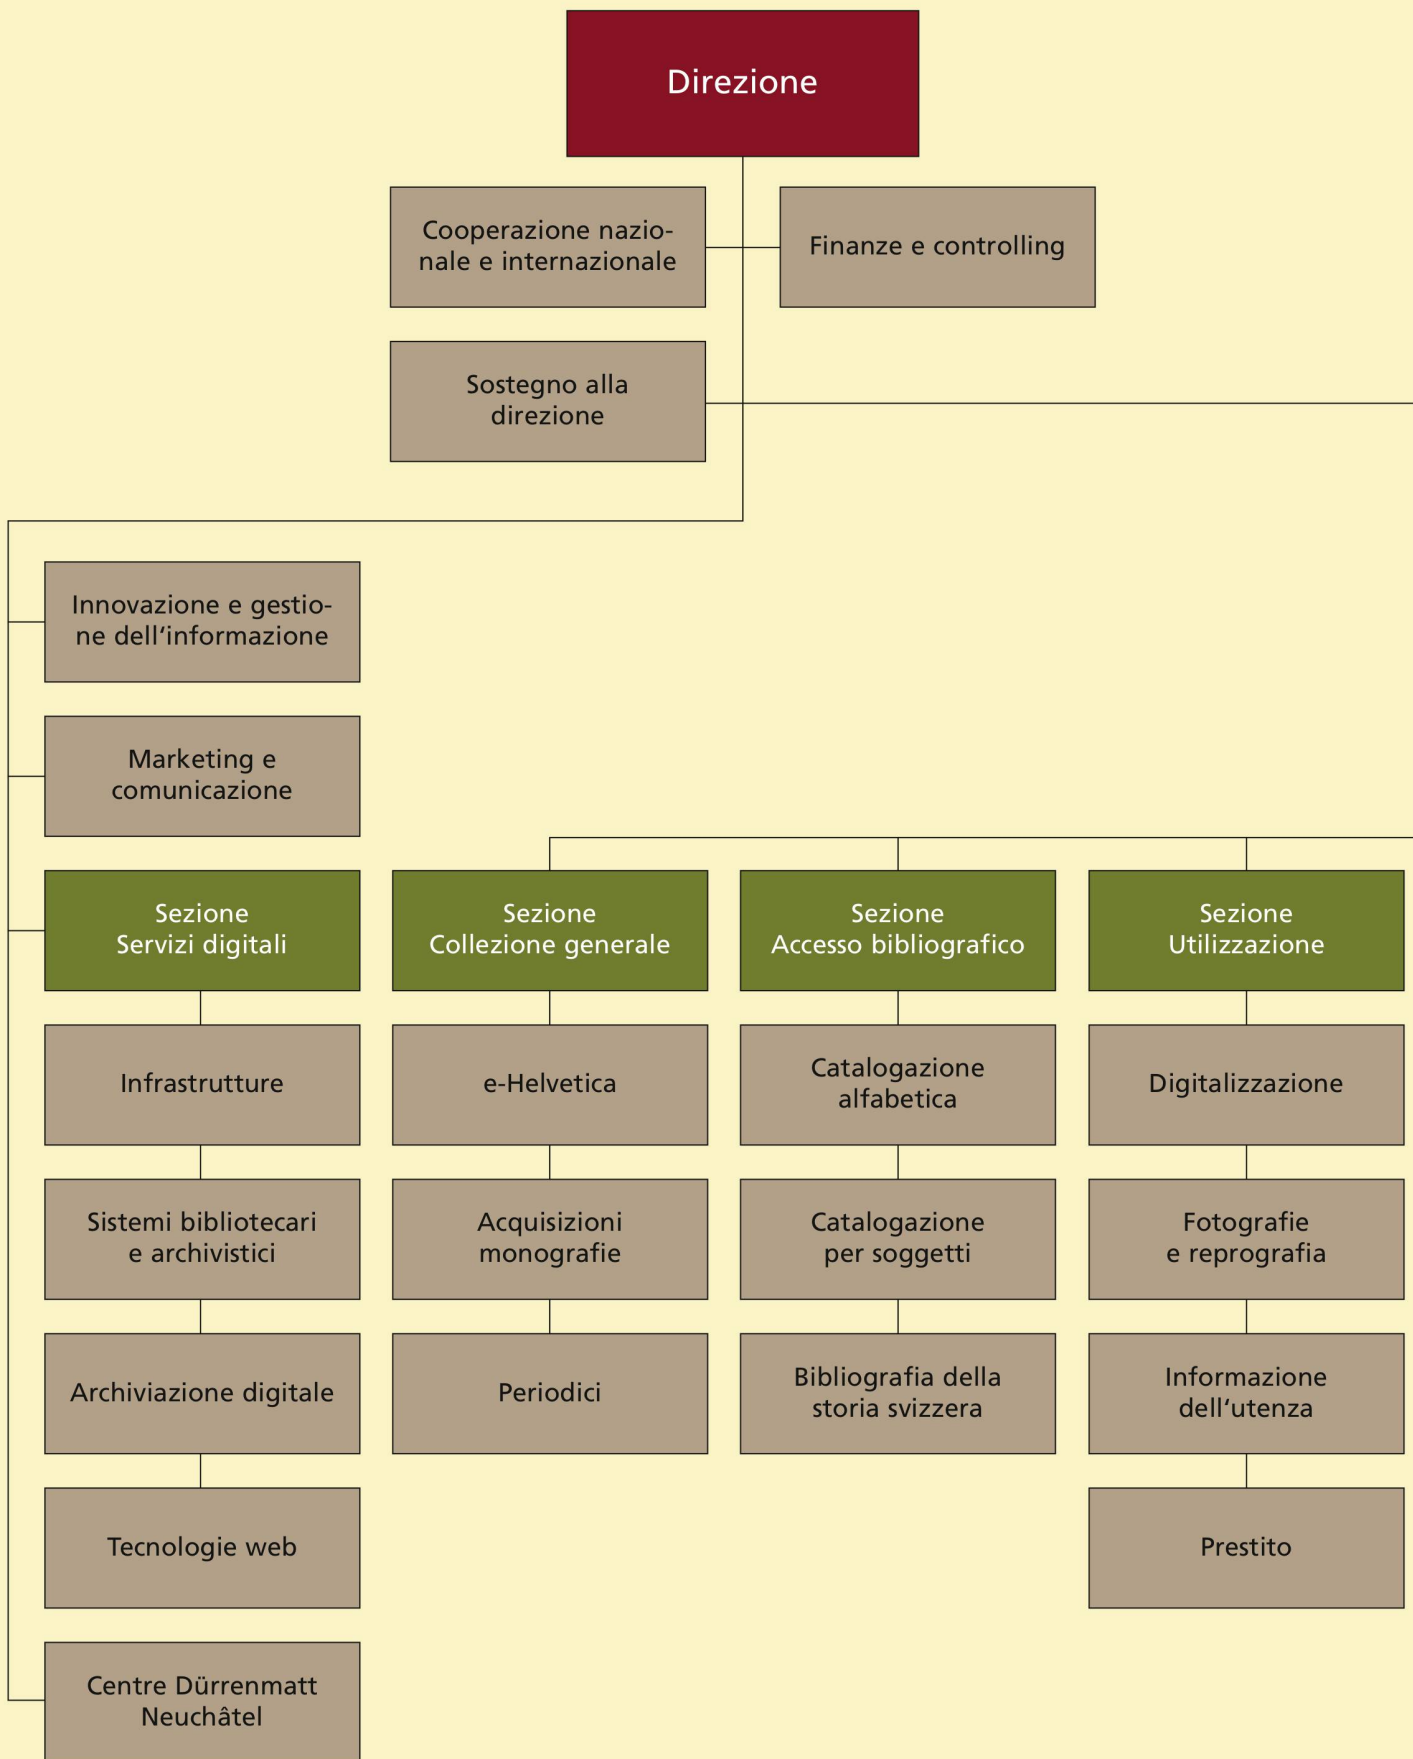 Direzione
Cooperazione nazio-
nale e internazionale
Finanze e controlling
Sostegno alla
direzione
Innovazione e gestio-
ne dell‘informazione
Marketing e
comunicazione
Sezione
Servizi digitali
Infrastrutture
Sistemi bibliotecari
e archivistici
Archiviazione digitale
Tecnologie web
Centre Dürrenmatt
Neuchâtel
Sezione
Collezione generale
e-Helvetica
Acquisizioni
monografie
Periodici
Sezione
Accesso bibliografico
Catalogazione
alfabetica
Catalogazione
per soggetti
Bibliografia della
storia svizzera
Sezione
Utilizzazione
Digitalizzazione
Fotografie
e reprografia
Informazione
dell‘utenza
Prestito